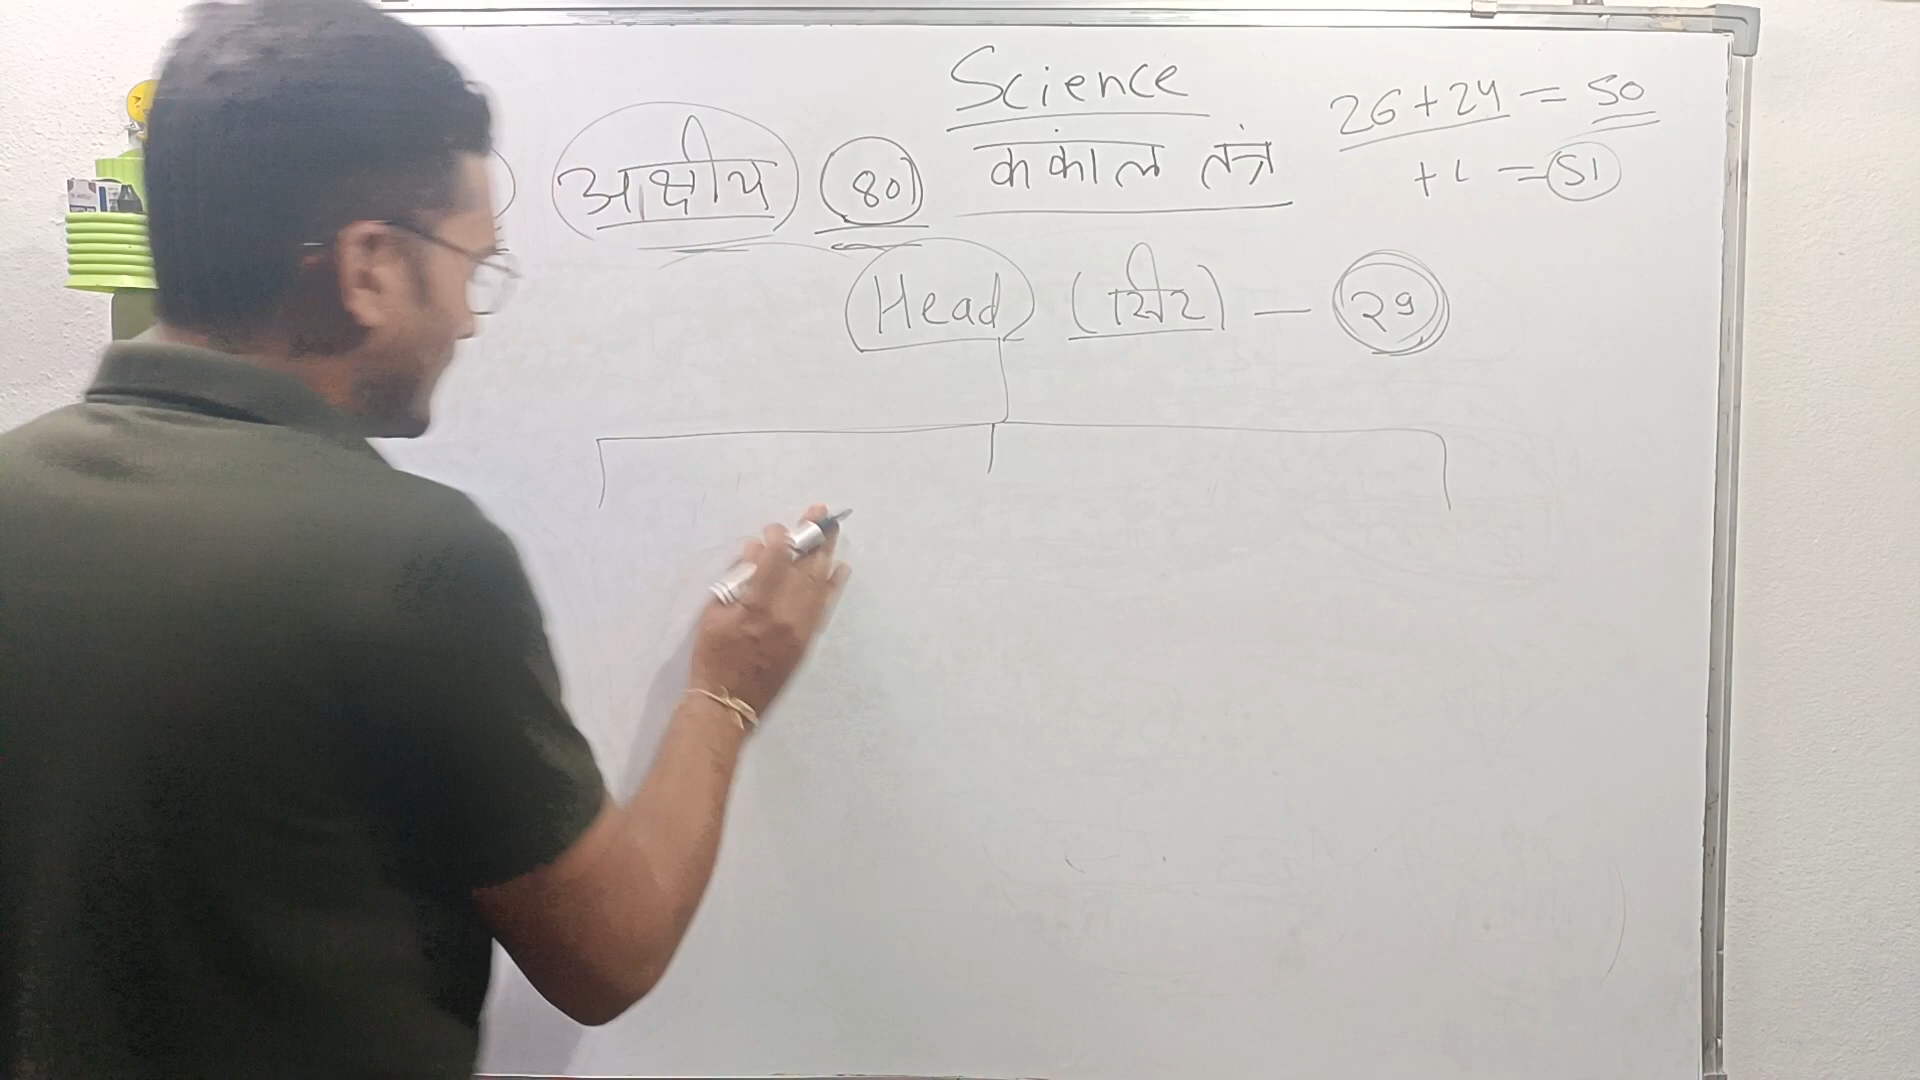 Science
कंकाल तंत्र
26+24 = 50
+1 = 51
अक्षीय 80
Head (सिर) — 29